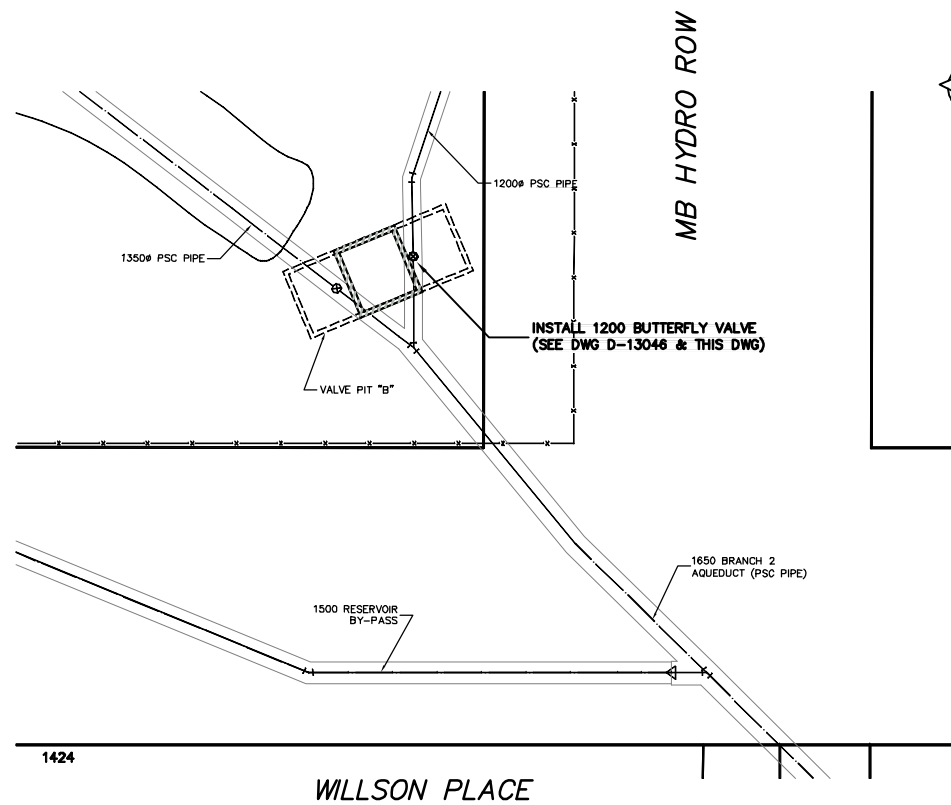 MB HYDRO ROW
1200ø PSC PIPE
1350ø PSC PIPE
INSTALL 1200 BUTTERFLY VALVE
(SEE DWG D-13046 & THIS DWG)
VALVE PIT "B"
1650 BRANCH 2
AQUEDUCT (PSC PIPE)
1500 RESERVOIR
BY-PASS
1424
WILLSON PLACE